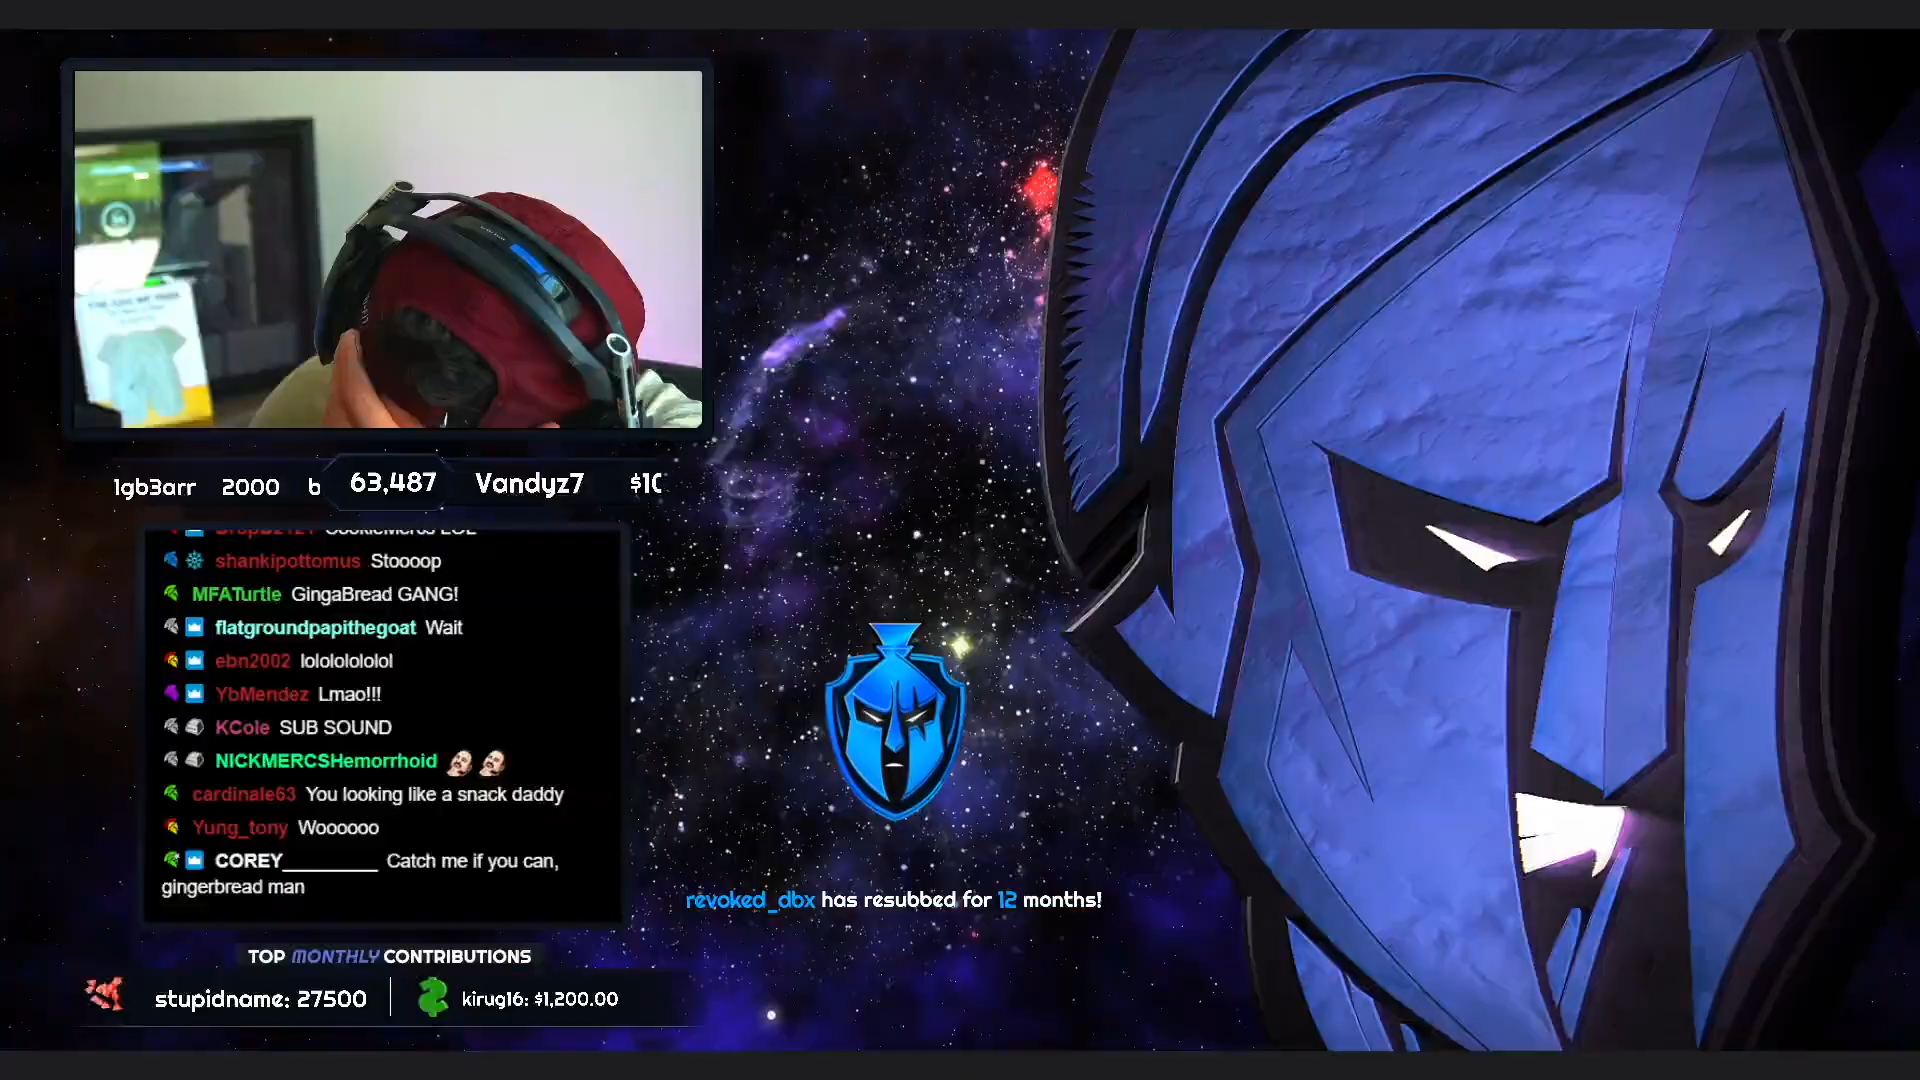 lgb3arr 2000 b 63,487 Vandyz7 $10
shankipottomus Stoooop
MFATurtle GingaBread GANG!
flatgroundpapithegoat Wait
ebn2002 lolololololol
YbMendez Lmao!!!
KCole SUB SOUND
NICKMERCSHemorrhoid
cardinale63 You looking like a snack daddy
Yung_tony Woooooo
COREY_________ Catch me if you can,
gingerbread man
revoked_dbx has resubbed for 12 months!
TOP MONTHLY CONTRIBUTIONS
stupidname: 27500 kirug16: $1,200.00